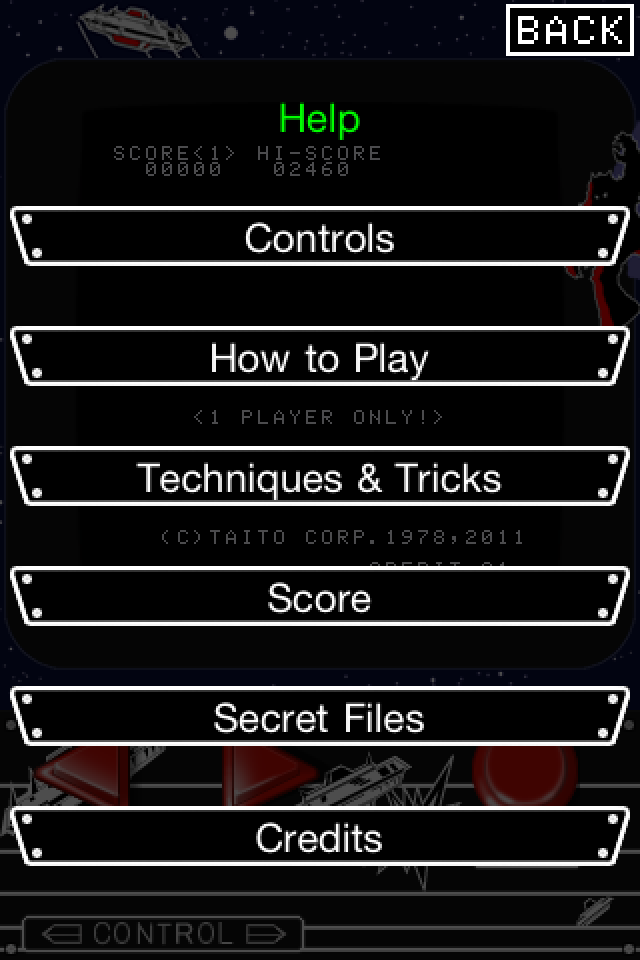 BACK
Help
SCORE<1> HI-SCORE
00000 02460
Controls
How to Play
<1 PLAYER ONLY!>
Techniques & Tricks
(C)TAITO CORP.1978,2011
Score
Secret Files
Credits
CONTROL